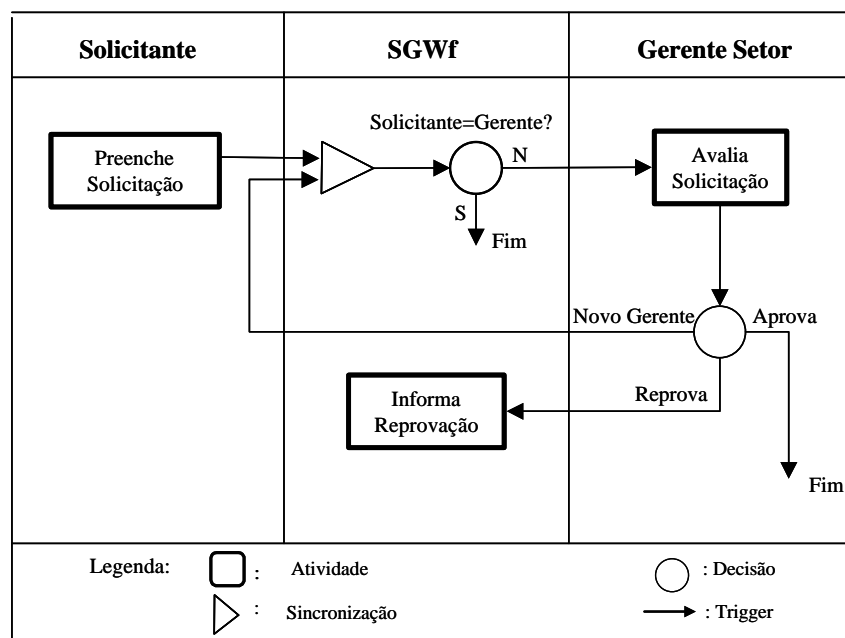 Solicitante
SGWf
Gerente Setor
Solicitante=Gerente?
Preenche
Solicitação
N
Avalia
Solicitação
S
Fim
Novo Gerente
Aprova
Informa
Reprovação
Reprova
Fim
Legenda:
: Atividade
: Decisão
: Sincronização
: Trigger